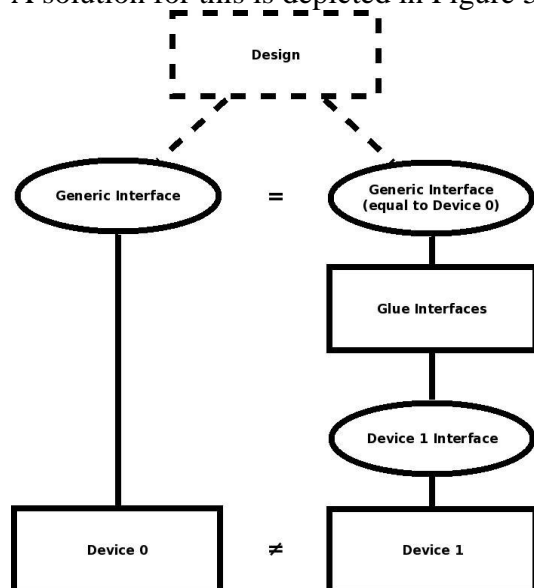 A solution for this is depicted in Figure 3
Design
Generic Interface
=
Generic Interface
(equal to Device 0)
Glue Interfaces
Device 1 Interface
Device 0
≠
Device 1